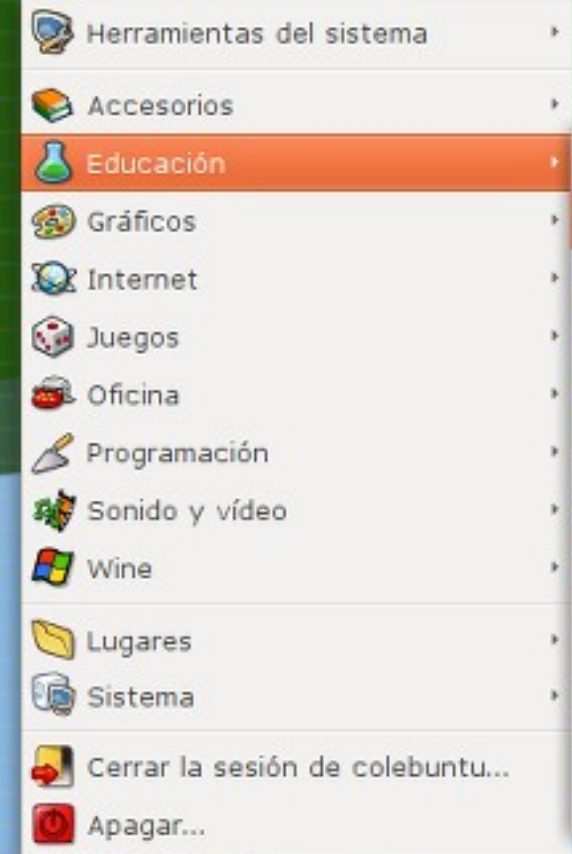 Herramientas del sistema
Accesorios
Educación
Gráficos
Internet
Juegos
Oficina
Programación
Sonido y vídeo
Wine
Lugares
Sistema
Cerrar la sesión de colebuntu...
Apagar...